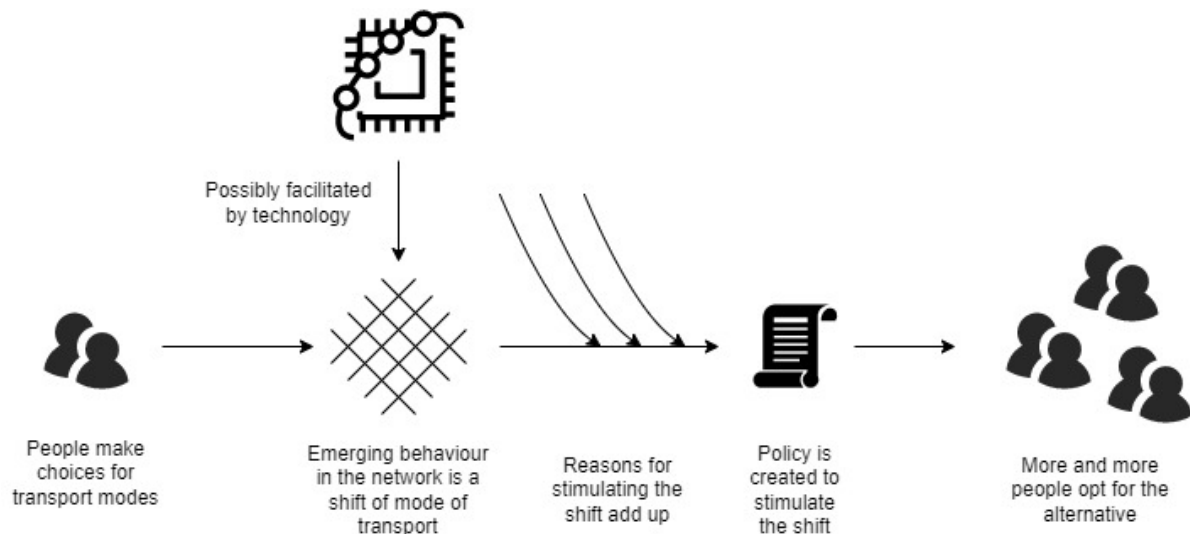 Possibly facilitated
by technology
People make
choices for
transport modes
Emerging behaviour
in the network is a
shift of mode of
transport
Reasons for
stimulating the
shift add up
Policy is
created to
stimulate
the shift
More and more
people opt for the
alternative